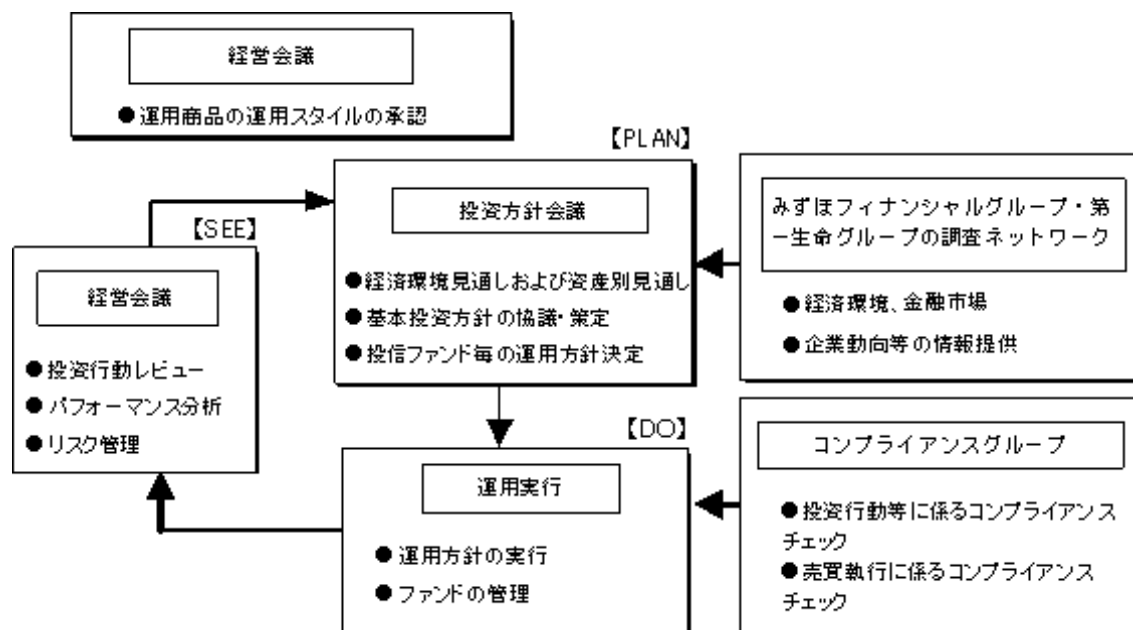 経営会議
●運用商品の運用スタイルの承認
【PLAN】
投資方針会議
●経済環境見通しおよび資産別見通し
●基本投資方針の協議・策定
●投信ファンド毎の運用方針決定
みずほフィナンシャルグループ・第
一生命グループの調査ネットワーク
●経済環境、金融市場
●企業動向等の情報提供
【SEE】
経営会議
●投資行動レビュー
●パフォーマンス分析
●リスク管理
【DO】
運用実行
●運用方針の実行
●ファンドの管理
コンプライアンスグループ
●投資行動等に係るコンプライアンス
チェック
●売買執行に係るコンプライアンス
チェック